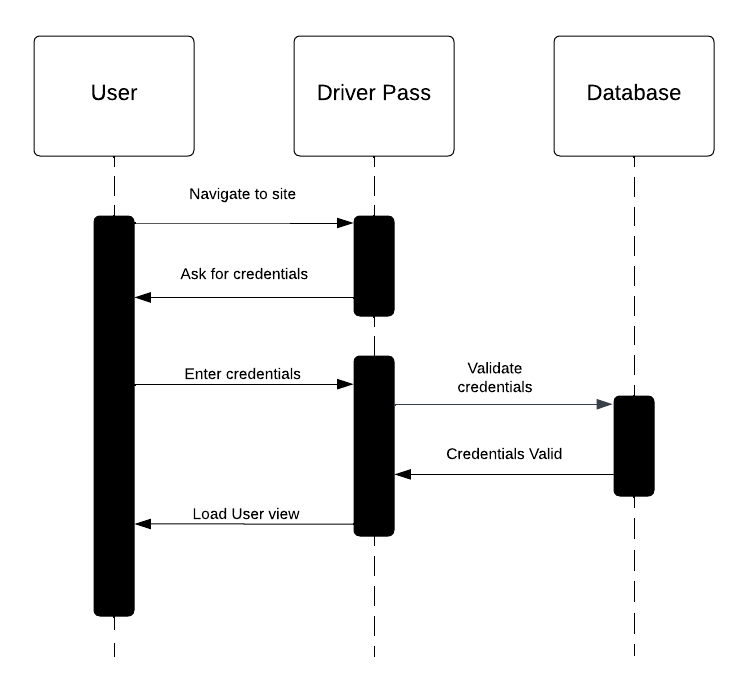 User
Driver Pass
Database
Navigate to site
Ask for credentials
Enter credentials
Validate
credentials
Credentials Valid
Load User view